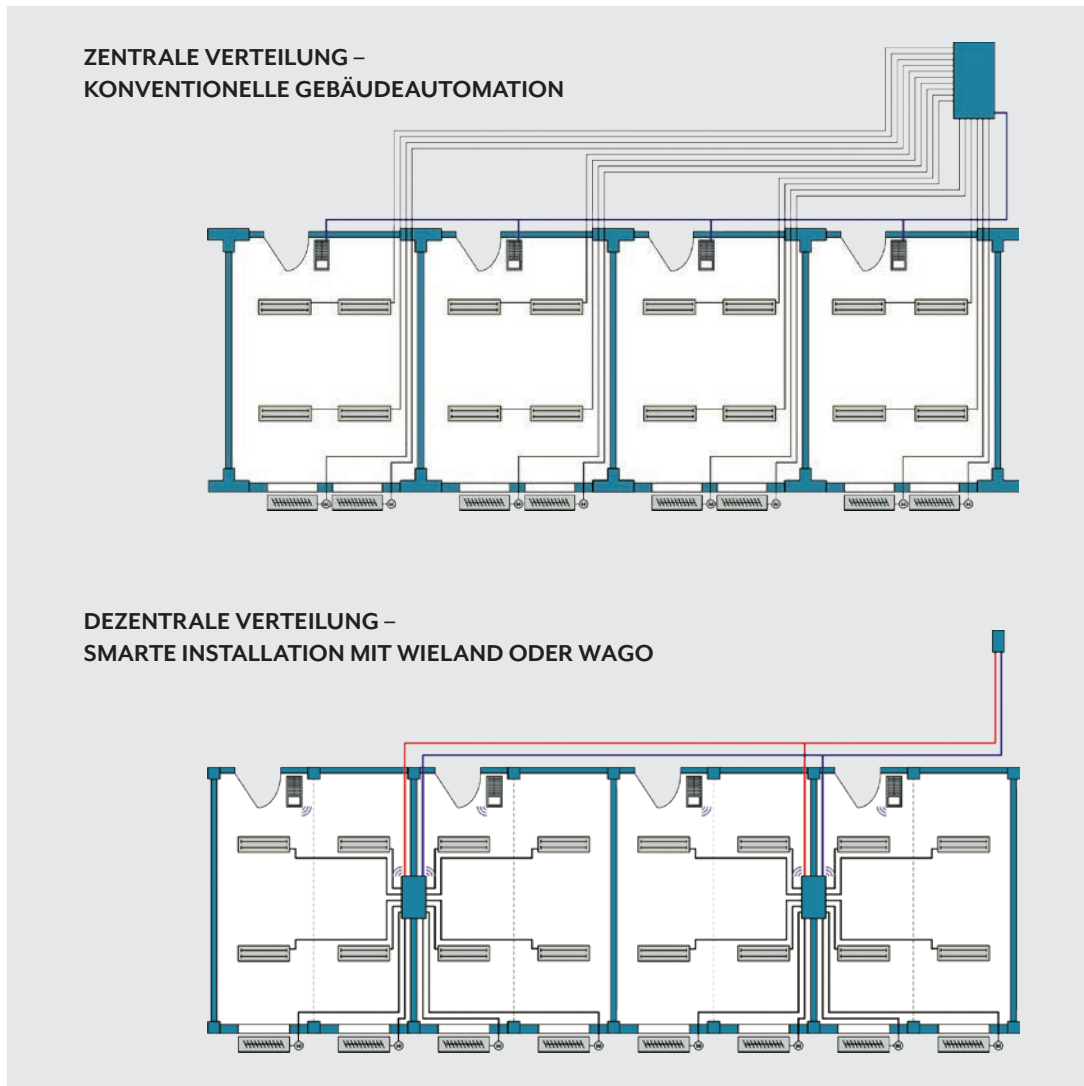 ZENTRALE VERTEILUNG –
KONVENTIONELLE GEBÄUDEAUTOMATION
DEZENTRALE VERTEILUNG –
SMARTE INSTALLATION MIT WIELAND ODER WAGO